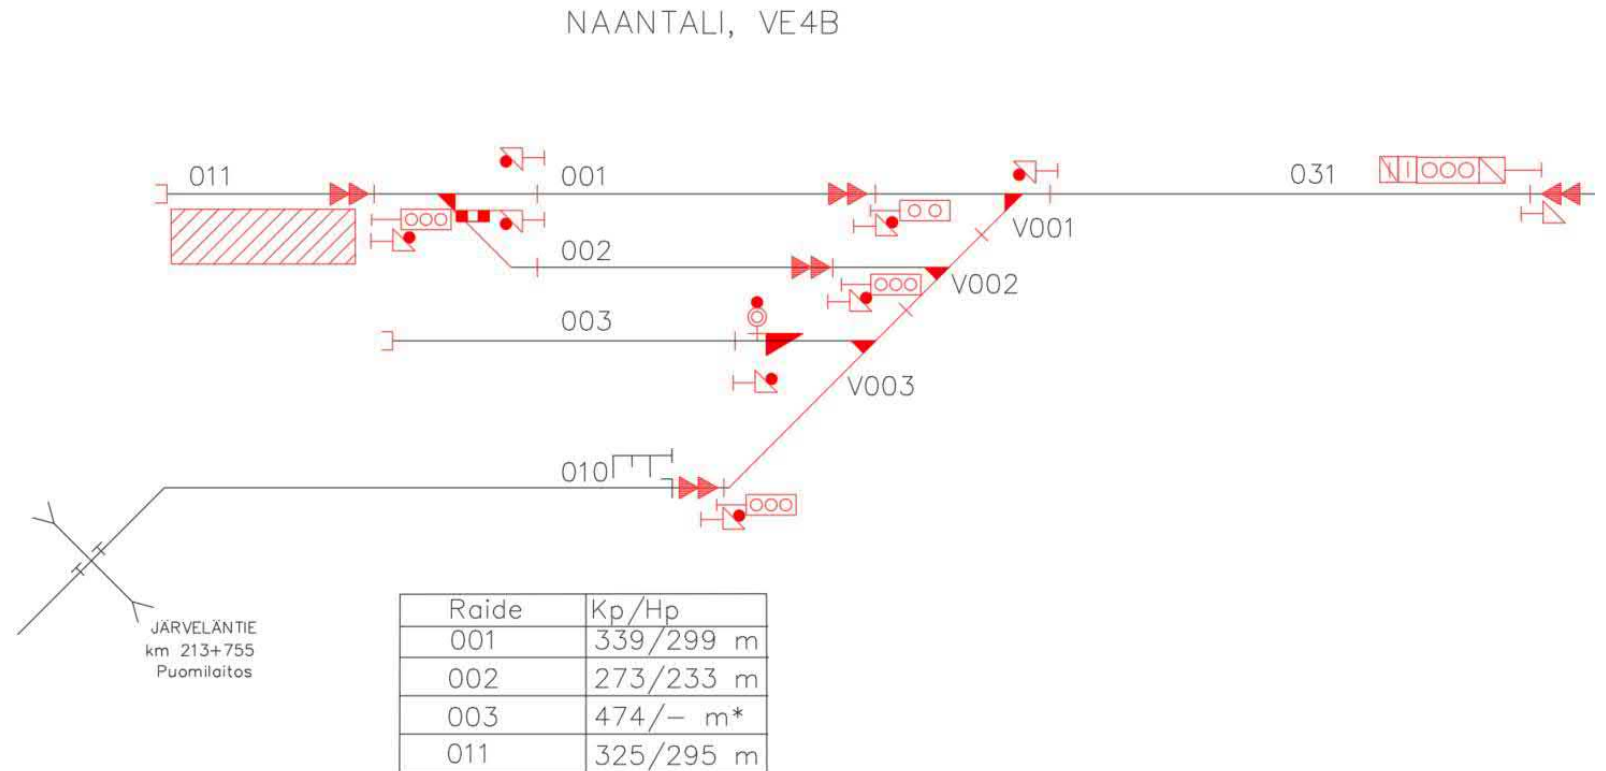 NAANTALI, VE4B
011
001
031
V001
002
V002
003
V003
010
JÄRVELÄNTIE
km 213+755
Puomilaitos
Raide Kp/Hp
001 339/299 m
002 273/233 m
003 474/– m*
011 325/295 m